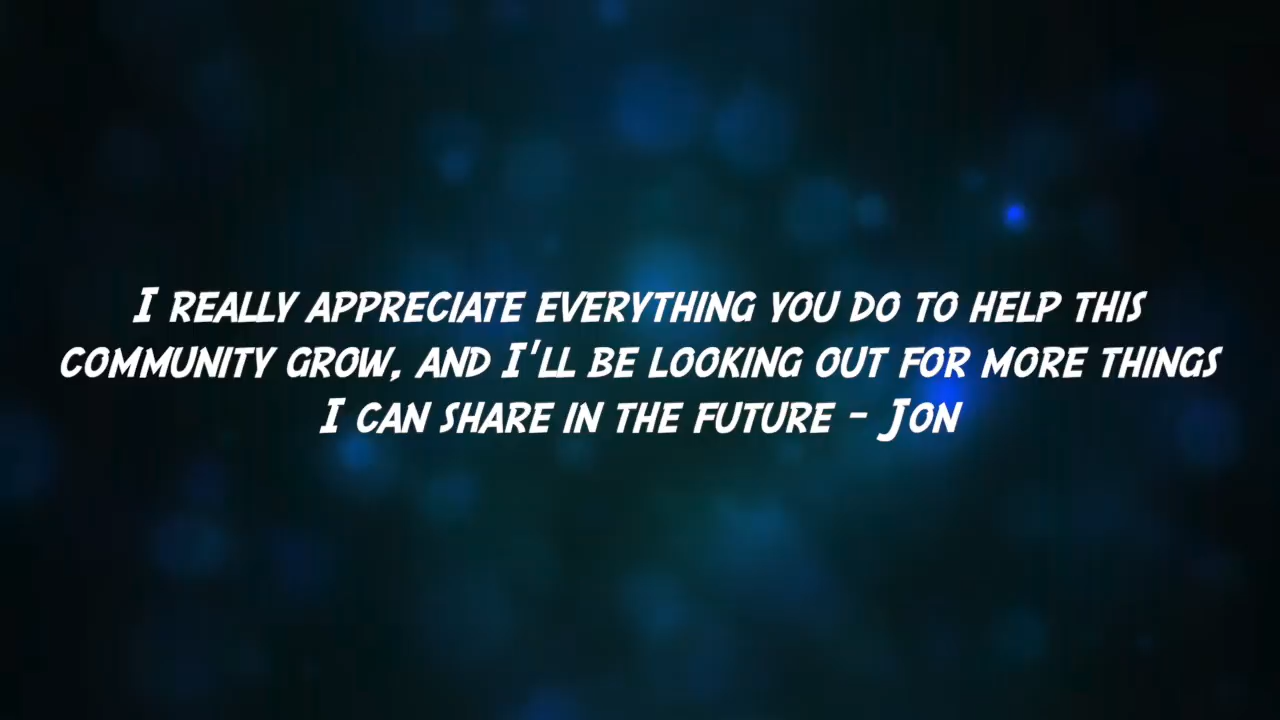 I REALLY APPRECIATE EVERYTHING YOU DO TO HELP THIS
COMMUNITY GROW, AND I'LL BE LOOKING OUT FOR MORE THINGS
I CAN SHARE IN THE FUTURE - JON